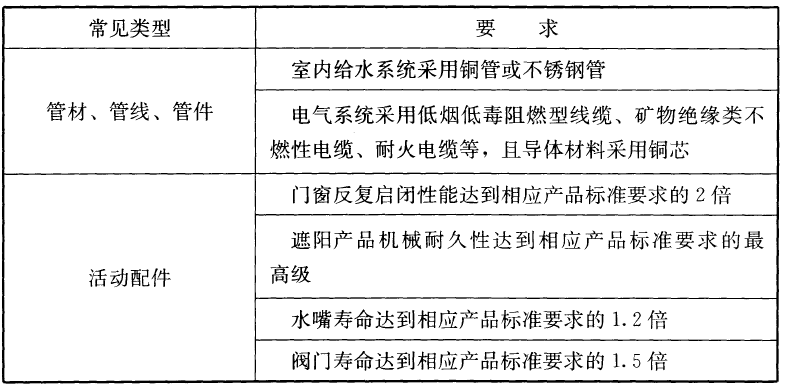 常见类型
要 求
室内给水系统采用铜管或不锈钢管
管材、管线、管件
电气系统采用低烟低毒阻燃型线缆、矿物绝缘类不
燃性电缆、耐火电缆等，且导体材料采用铜芯
门窗反复启闭性能达到相应产品标准要求的2倍
遮阳产品机械耐久性达到相应产品标准要求的最
高级
活动配件
水嘴寿命达到相应产品标准要求的1.2倍
阀门寿命达到相应产品标准要求的1.5倍